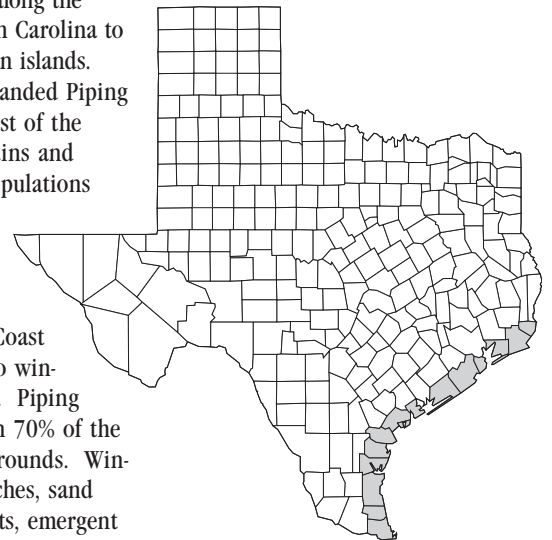 along the
n Carolina to
n islands.
anded Piping
st of the
ins and
pulations
Coast
o win-
. Piping
n 70% of the
rounds. Win-
ches, sand
ts, emergent